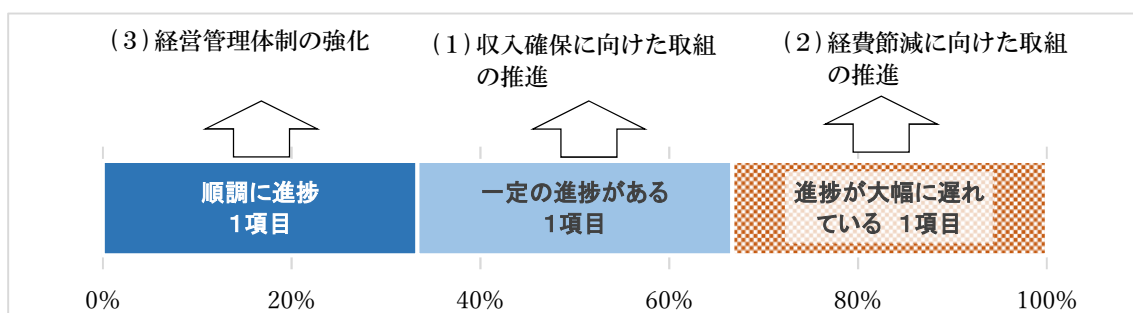 (3)経営管理体制の強化
(1)収入確保に向けた取組
の推進
(2)経費節減に向けた取組
の推進
順調に進捗
1項目
一定の進捗がある
1項目
進捗が大幅に遅れ
ている 1項目
0%
20%
40%
60%
80%
100%